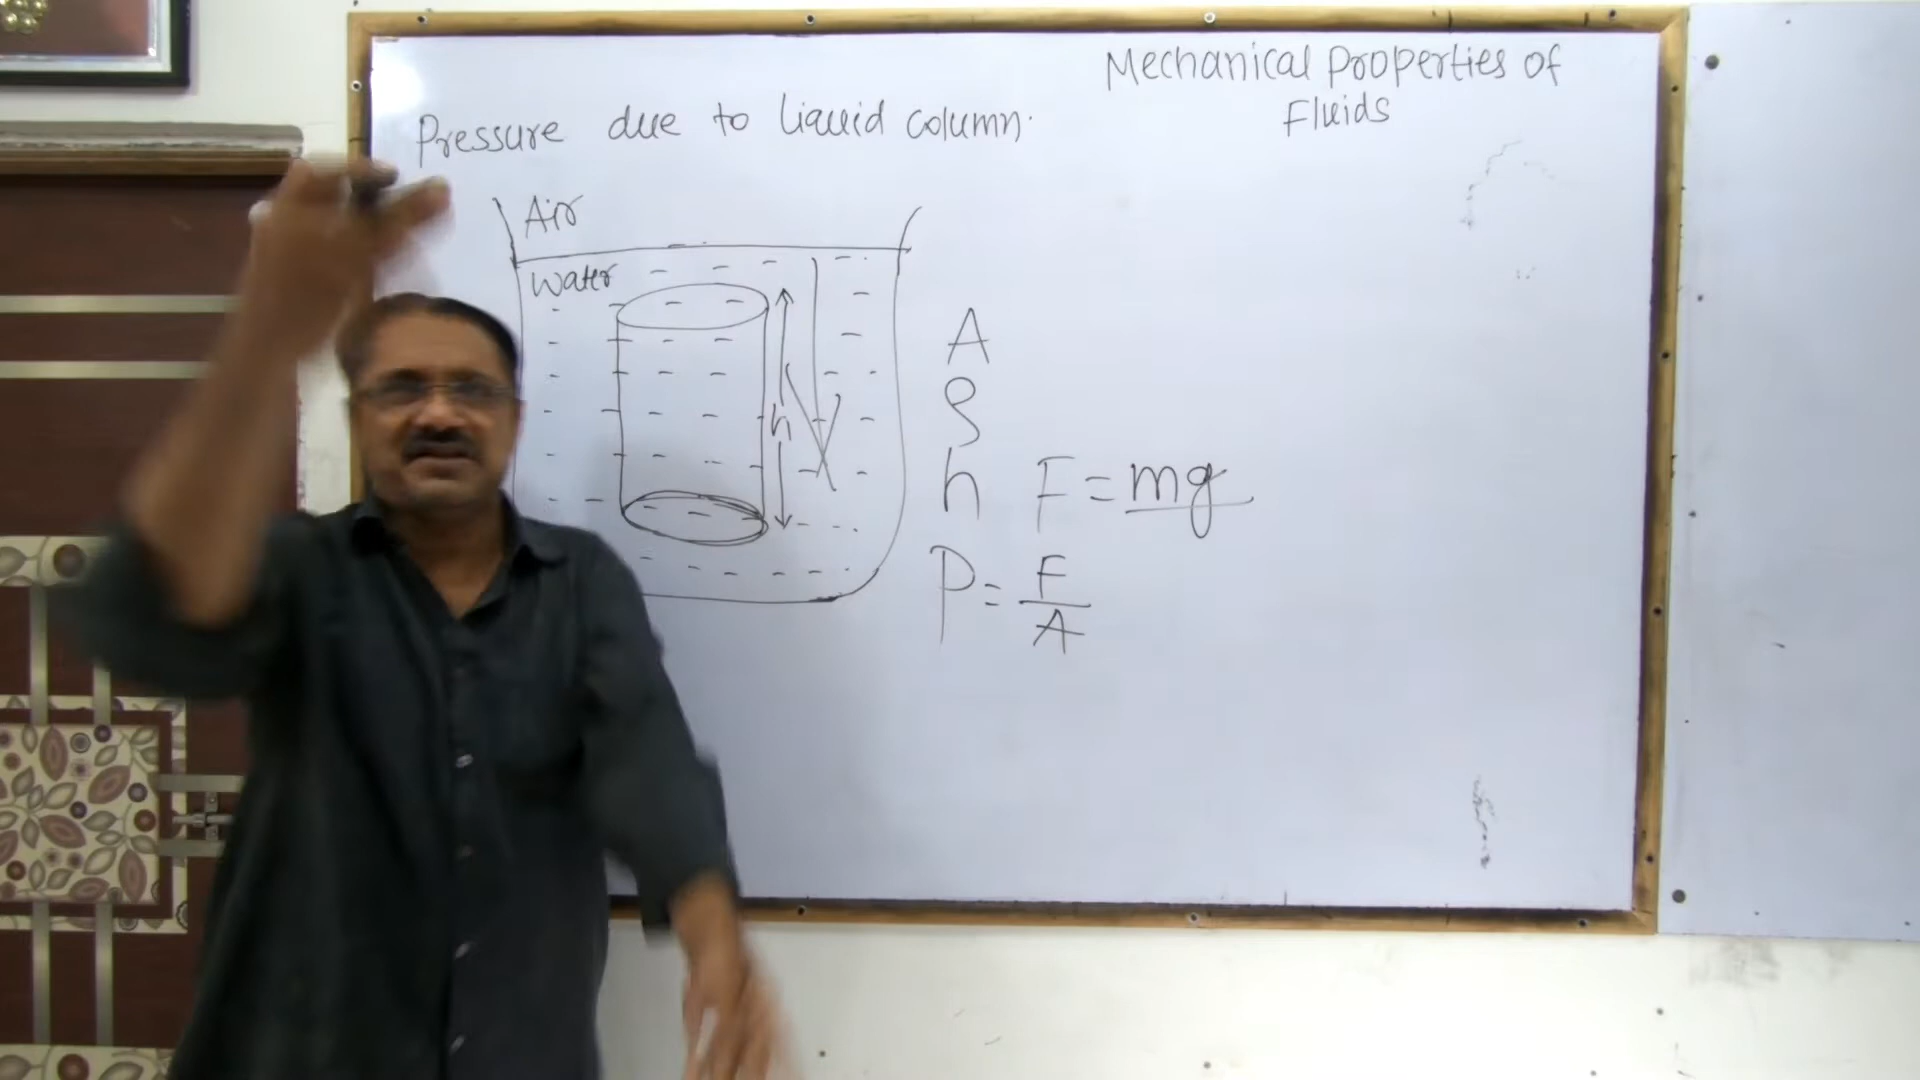 Mechanical Properties of
Fluids
Pressure due to liquid column.
Air
Water
h
A
ρ
h F = mg
P = F/A